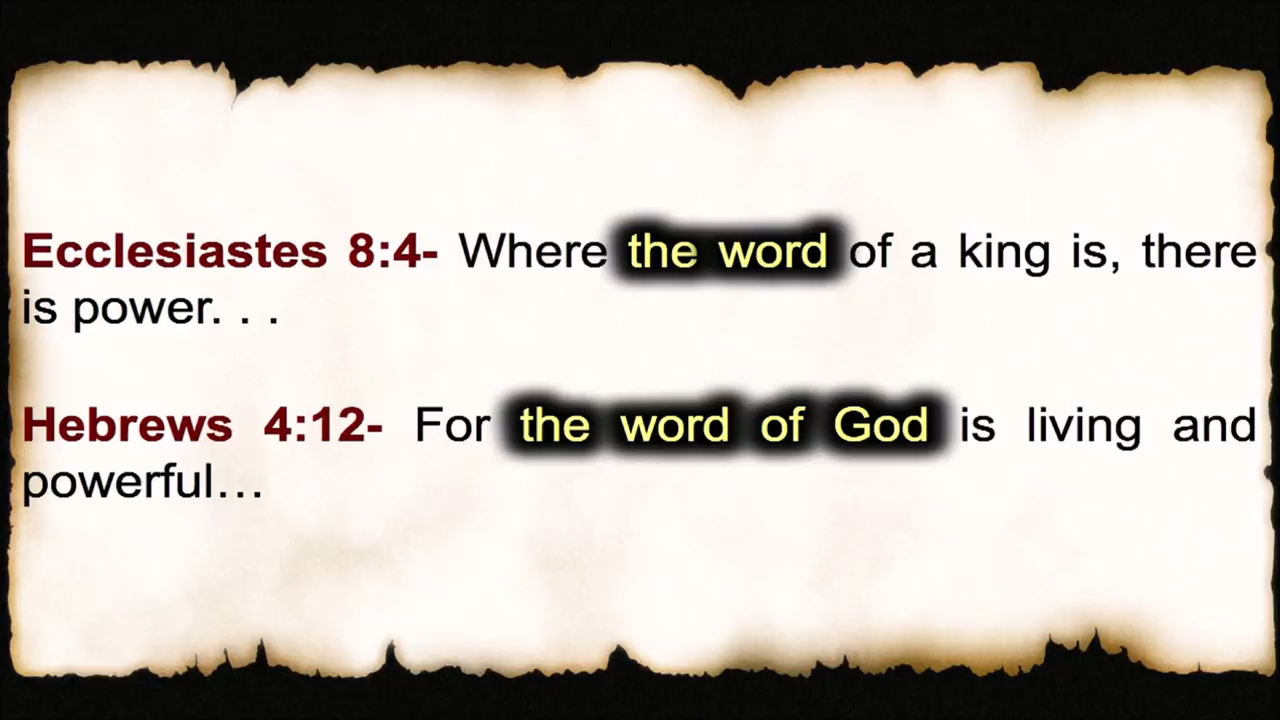 Ecclesiastes 8:4- Where the word of a king is, there
is power. . .
Hebrews 4:12- For the word of God is living and
powerful…